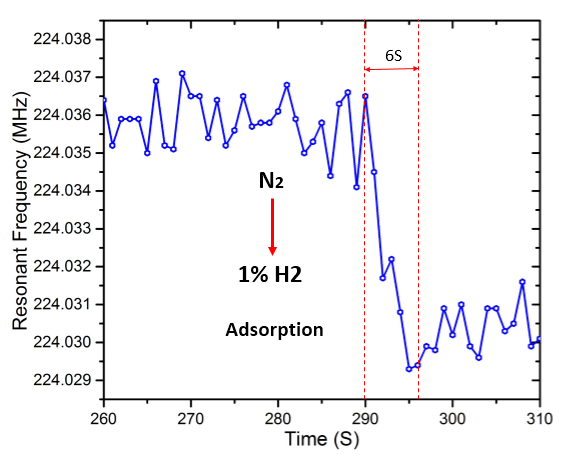 224.038
224.037
224.036
224.035
224.034
224.033
224.032
224.031
224.030
224.029
Resonant Frequency (MHz)
6S
N2
1% H2
Adsorption
260 270 280 290 300 310
Time (S)